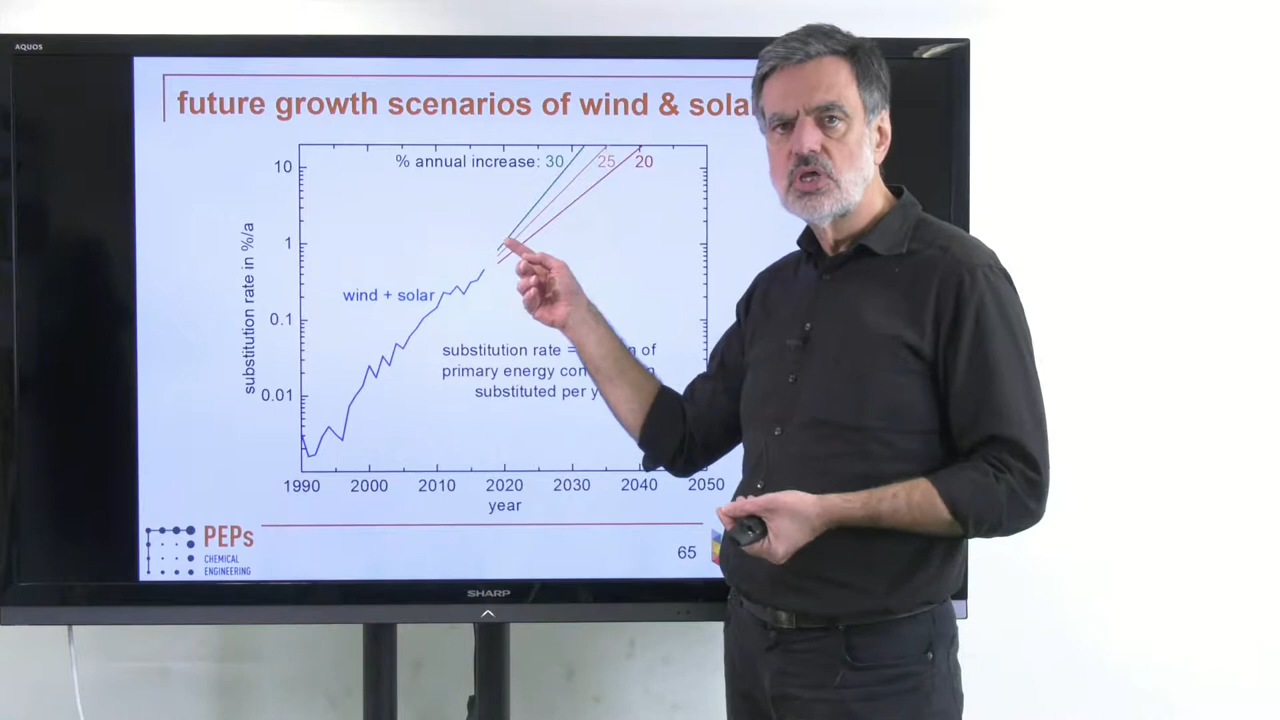 AQUOS
future growth scenarios of wind & sola
% annual increase: 30 25 20
10
1
0.1
0.01
substitution rate in %/a
wind + solar
substitution rate = of
primary energy
substituted per
1990 2000 2010 2020 2030 2040 2050
year
PEPs
CHEMICAL
ENGINEERING
65
SHARP